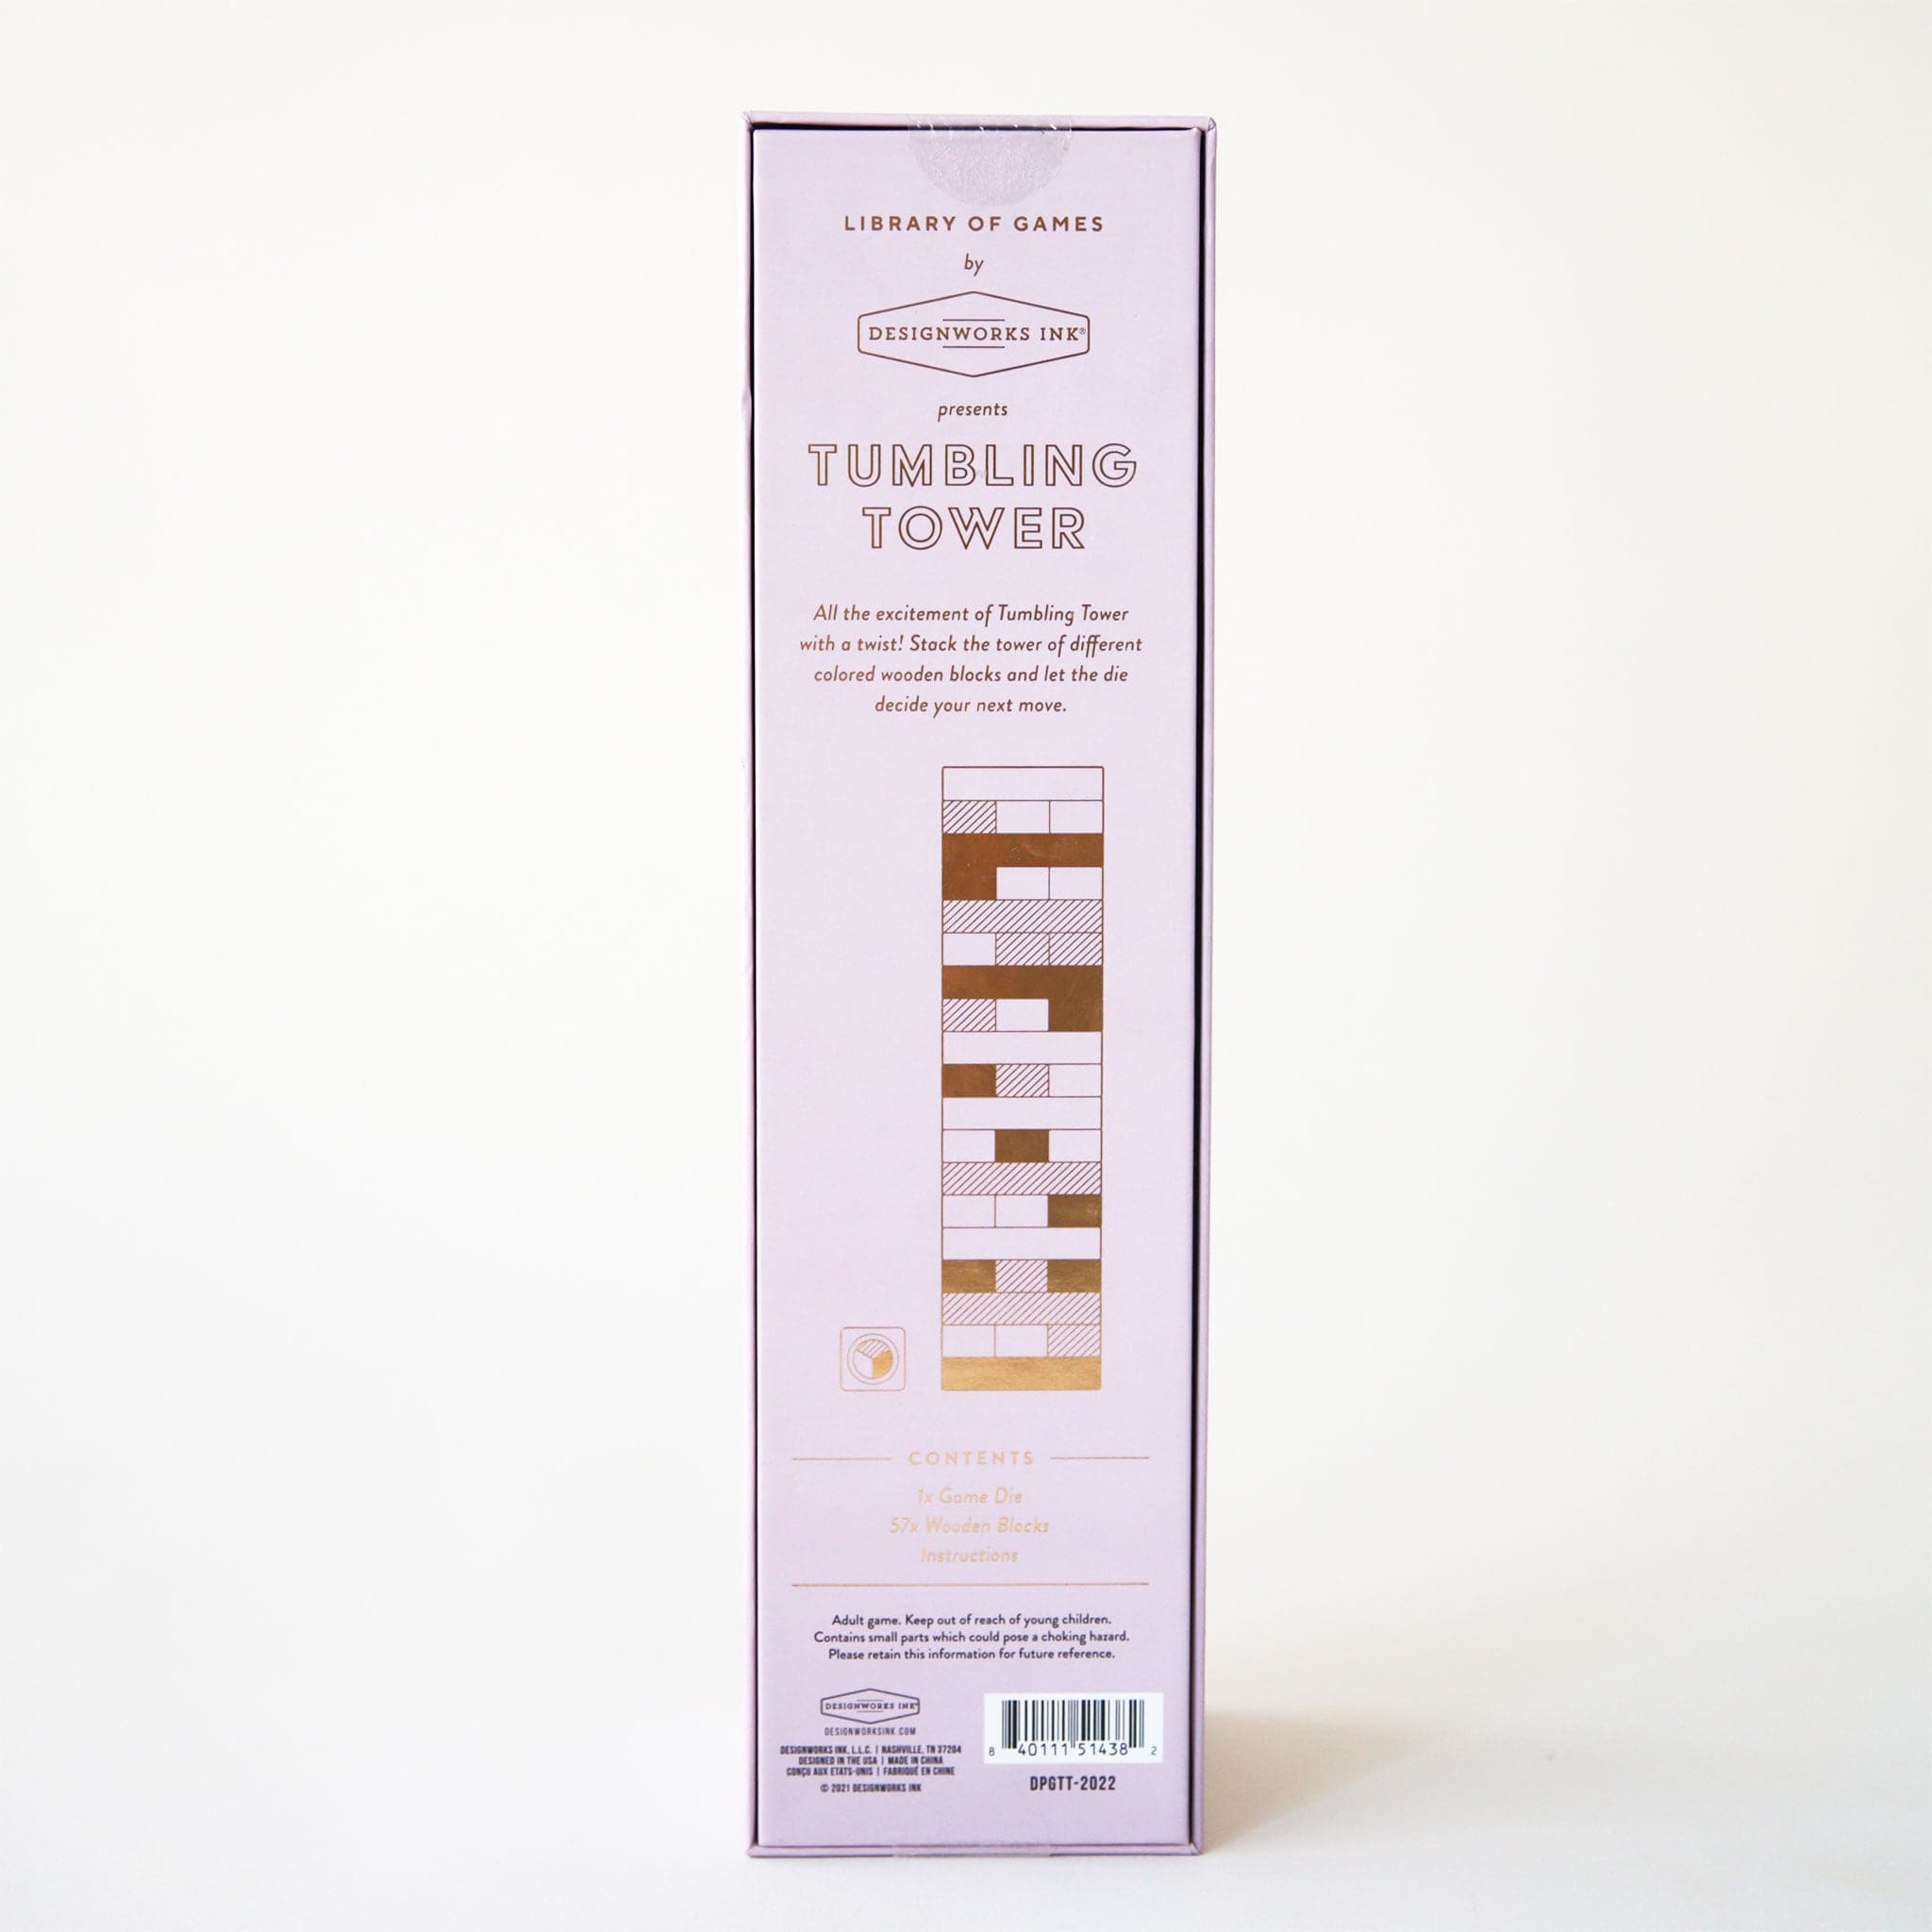 LIBRARY OF GAMES
by
DESIGNWORKS INK®
presents
TUMBLING
TOWER
All the excitement of Tumbling Tower
with a twist! Stack the tower of different
colored wooden blocks and let the die
decide your next move.
CONTENTS
1x Game Die
57x Wooden Blocks
Instructions
Adult game. Keep out of reach of young children.
Contains small parts which could pose a choking hazard.
Please retain this information for future reference.
DESIGNWORKS INK®
DESIGNWORKSINK.COM
DESIGNWORKS INK, L.L.C. | NASHVILLE, TN 37204
DESIGNED IN THE USA | MADE IN CHINA
CONÇU AUX ETATS-UNIS | FABRIQUÉ EN CHINE
© 2021 DESIGNWORKS INK
8 40111 51438 2
DPGTT-2022